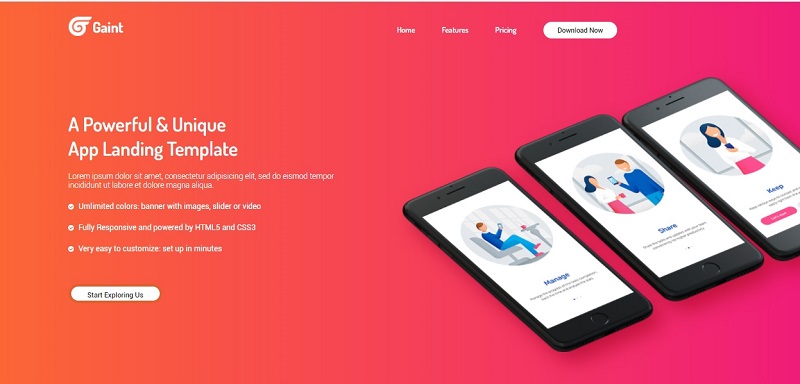 Gaint
Home
Features
Pricing
Download Now
A Powerful & Unique
App Landing Template
Lorem ipsum dolor sit amet, consectetur adipisicing elit, sed do eismod tempor
incididunt ut labore et dolore magna aliqua.
Umlimited colors: banner with images, slider or video
Fully Responsive and powered by HTML5 and CSS3
Very easy to customize: set up in minutes
Start Exploring Us
Manage
Share
Keep